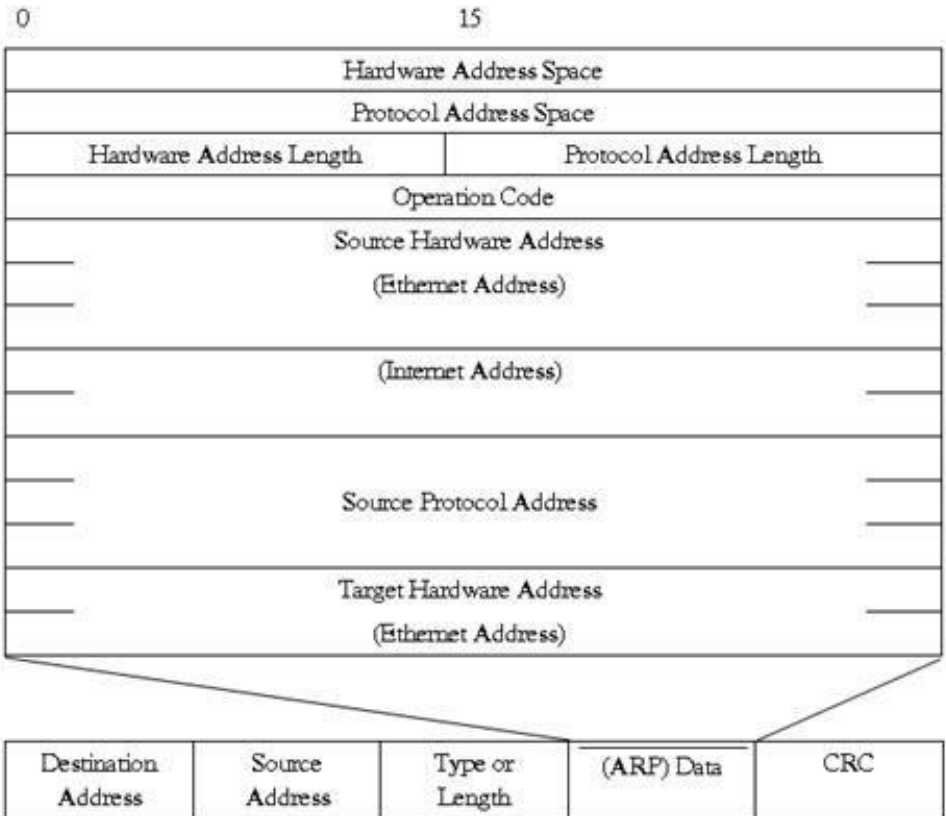 0 15
Hardware Address Space
Protocol Address Space
Hardware Address Length Protocol Address Length
Operation Code
Source Hardware Address
(Ethernet Address)
(Internet Address)
Source Protocol Address
Target Hardware Address
(Ethernet Address)
Destination Address
Source Address
Type or Length
(ARP) Data
CRC